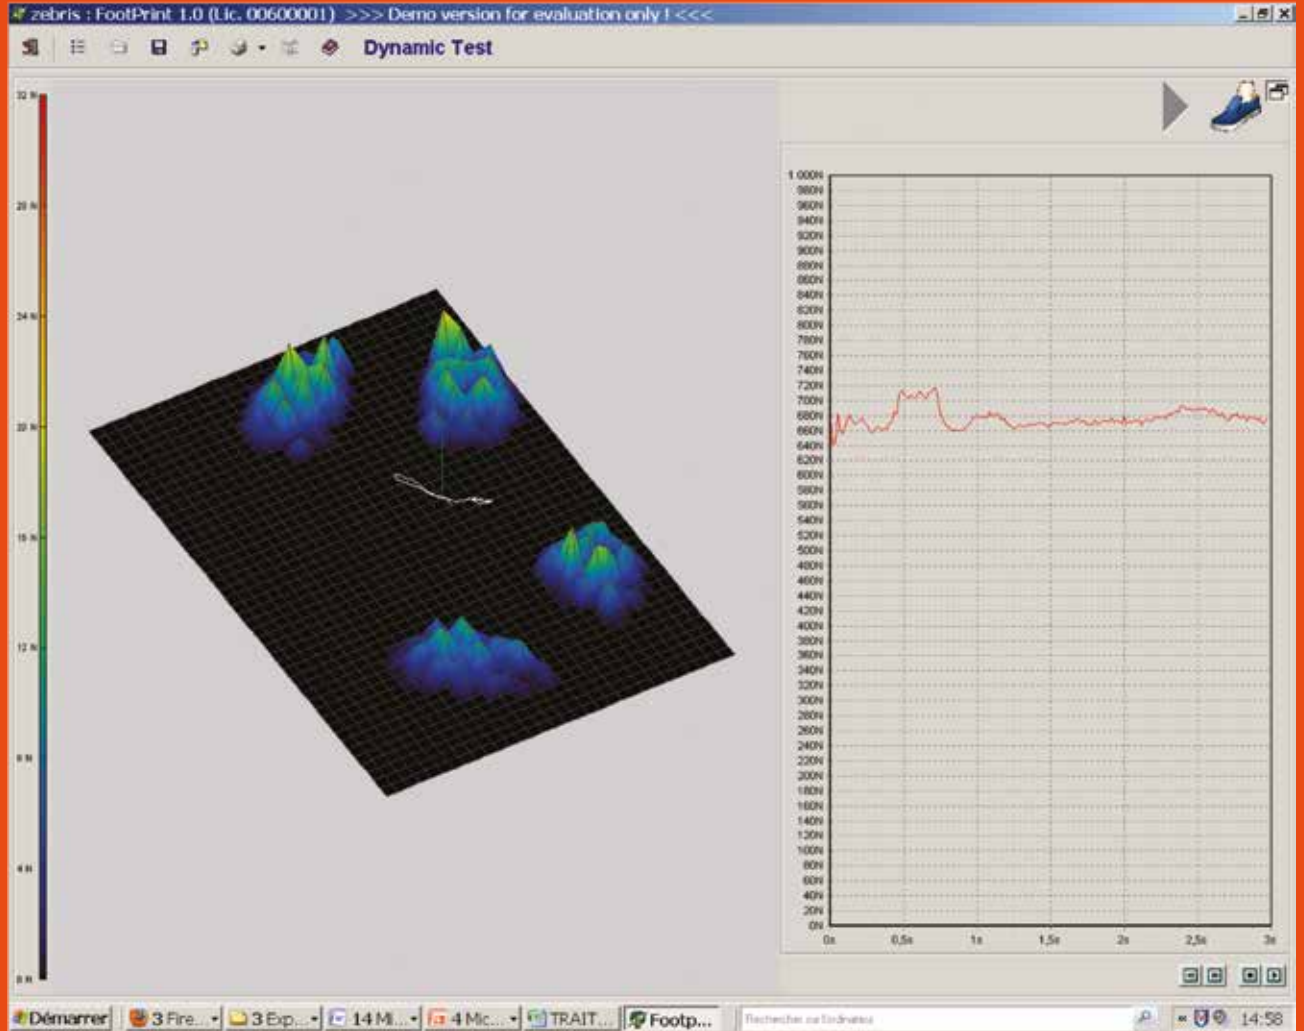 zebris : FootPrint 1.0 (Lic. 00600001) >>> Demo version for evaluation only ! <<<
Dynamic Test
32 N
28 N
24 N
20 N
16 N
12 N
8 N
4 N
0 N
1 000N
980N
960N
940N
920N
900N
880N
860N
840N
820N
800N
780N
760N
740N
720N
700N
680N
660N
640N
620N
600N
580N
560N
540N
520N
500N
480N
460N
440N
420N
400N
380N
360N
340N
320N
300N
280N
260N
240N
220N
200N
180N
160N
140N
120N
100N
80N
60N
40N
20N
0N
0s 0,5s 1s 1,5s 2s 2,5s 3s
Démarrer 3 Fire... 3 Exp... 14 Mi... 4 Mic... TRAIT... Footp... Rechercher sur l'ordinateur « 14:58